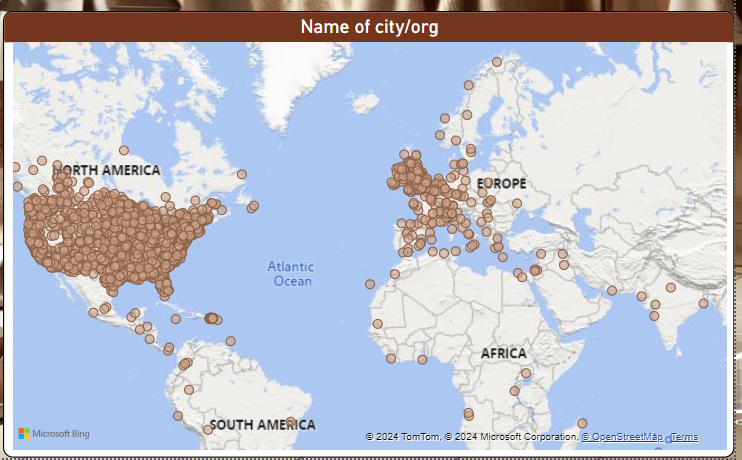 Name of city/org
NORTH AMERICA
EUROPE
Atlantic
Ocean
AFRICA
SOUTH AMERICA
Microsoft Bing
© 2024 TomTom, © 2024 Microsoft Corporation, © OpenStreetMap Terms